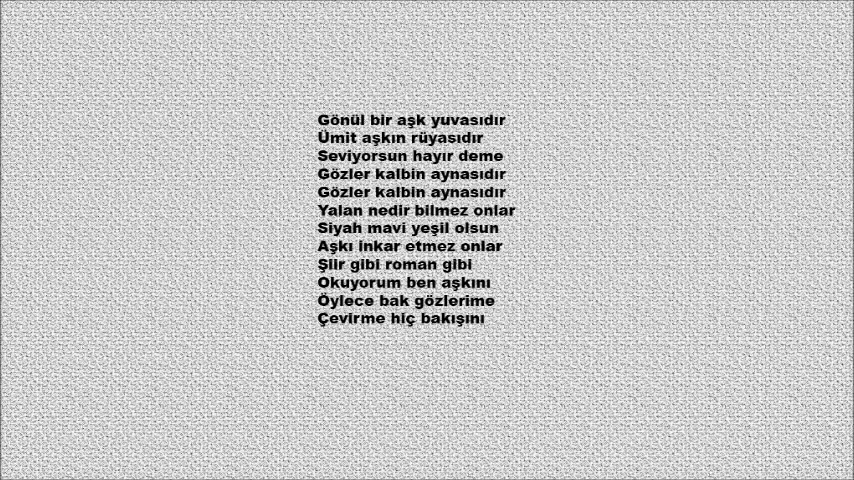 Gönül bir aşk yuvasıdır
Ümit aşkın rüyasıdır
Seviyorsun hayır deme
Gözler kalbin aynasıdır
Gözler kalbin aynasıdır
Yalan nedir bilmez onlar
Siyah mavi yeşil olsun
Aşkı inkar etmez onlar
Şiir gibi roman gibi
Okuyorum ben aşkını
Öylece bak gözlerime
Çevirme hiç bakışını